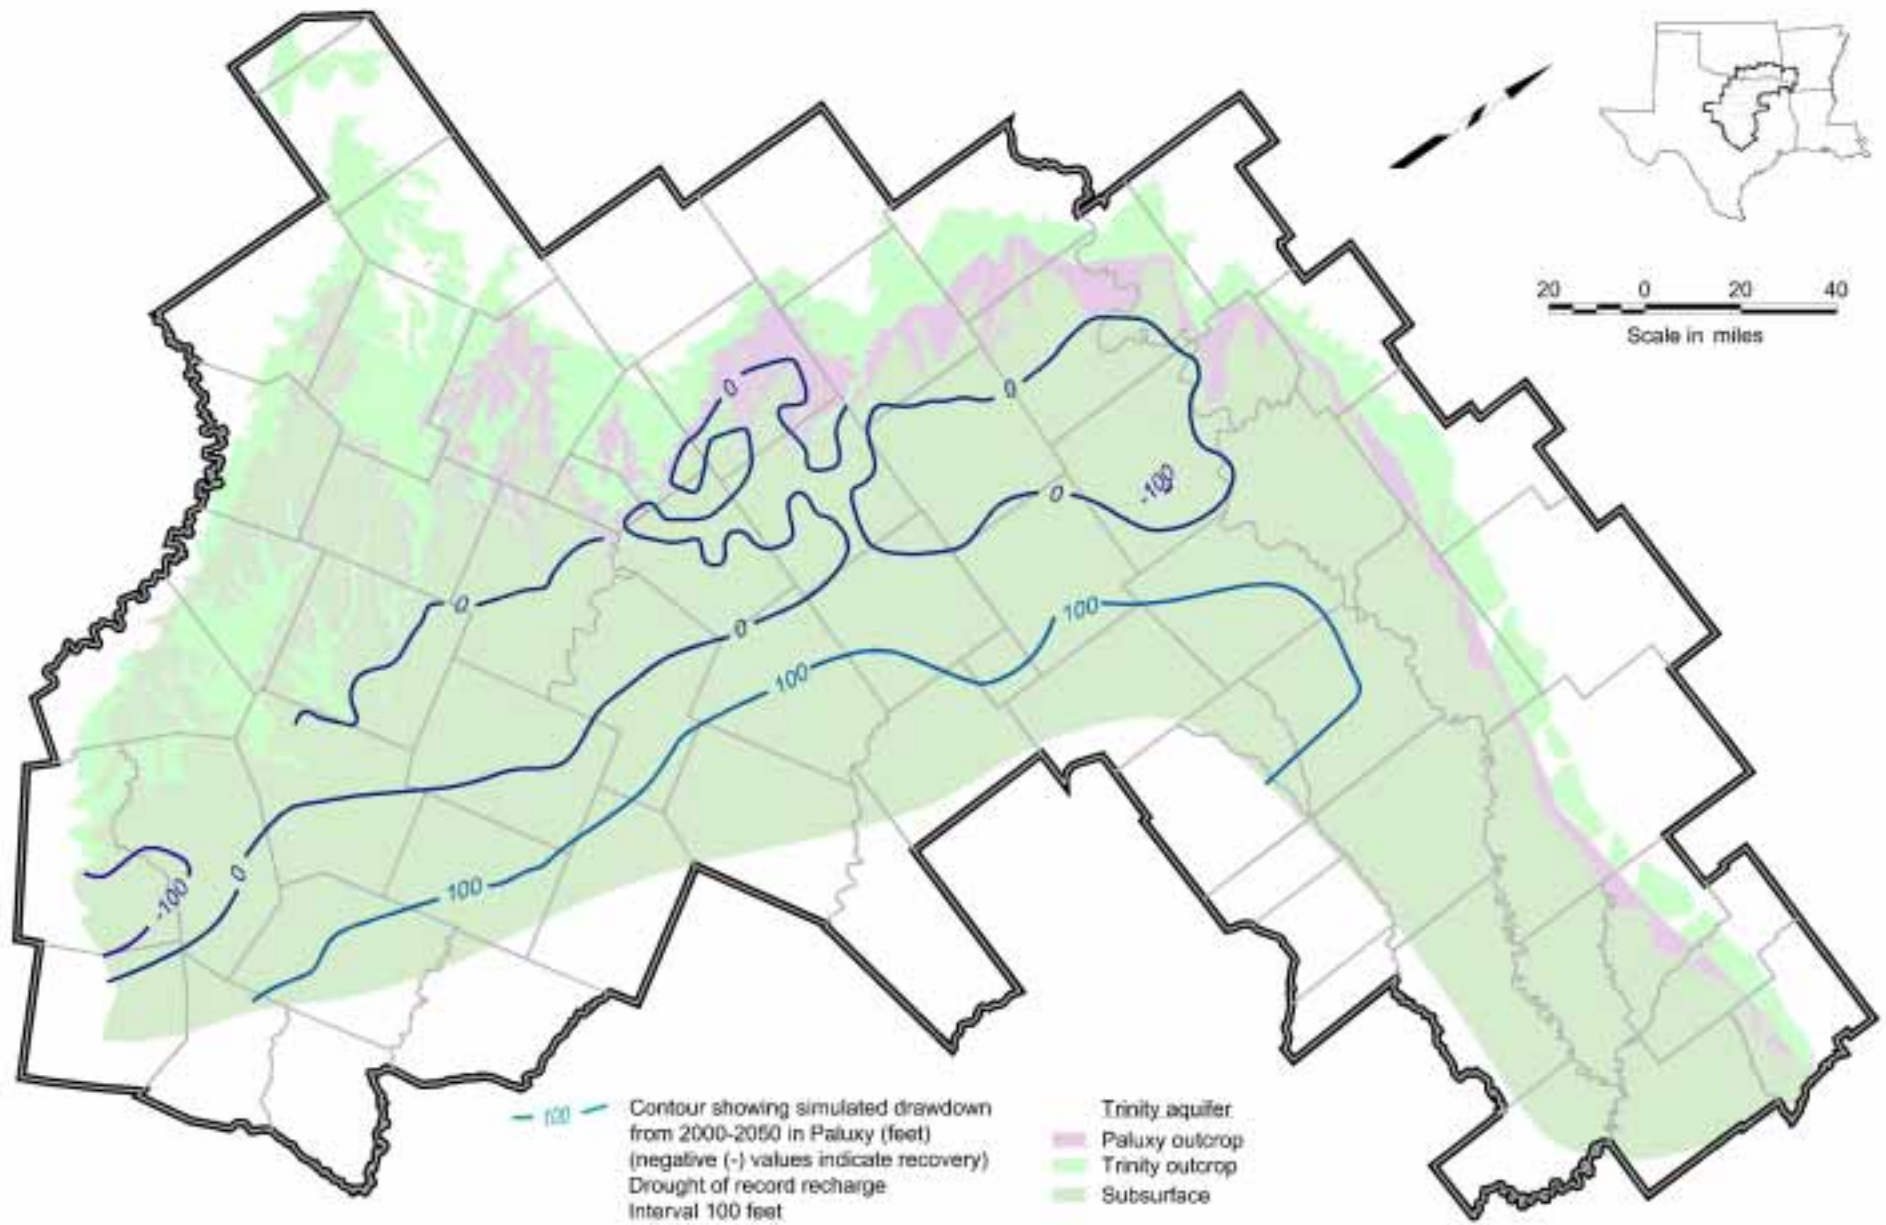 20 0 20 40
Scale in miles
0
0
0
-100
0
0
100
100
0
-100
100
100
Contour showing simulated drawdown
from 2000-2050 in Paluxy (feet)
(negative (-) values indicate recovery)
Drought of record recharge
Interval 100 feet
Trinity aquifer
Paluxy outcrop
Trinity outcrop
Subsurface